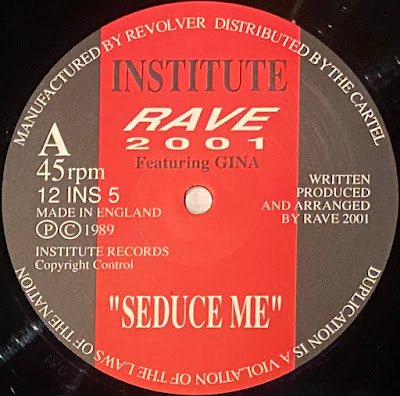 MANUFACTURED BY REVOLVER DISTRIBUTED BY THE CARTEL
INSTITUTE
RAVE
2001
Featuring GINA
A
45rpm
12 INS 5
MADE IN ENGLAND
Ⓟ © 1989
INSTITUTE RECORDS
Copyright Control
WRITTEN
PRODUCED
AND ARRANGED
BY RAVE 2001
"SEDUCE ME"
DUPLICATION IS A VIOLATION OF THE LAWS OF THE NATION